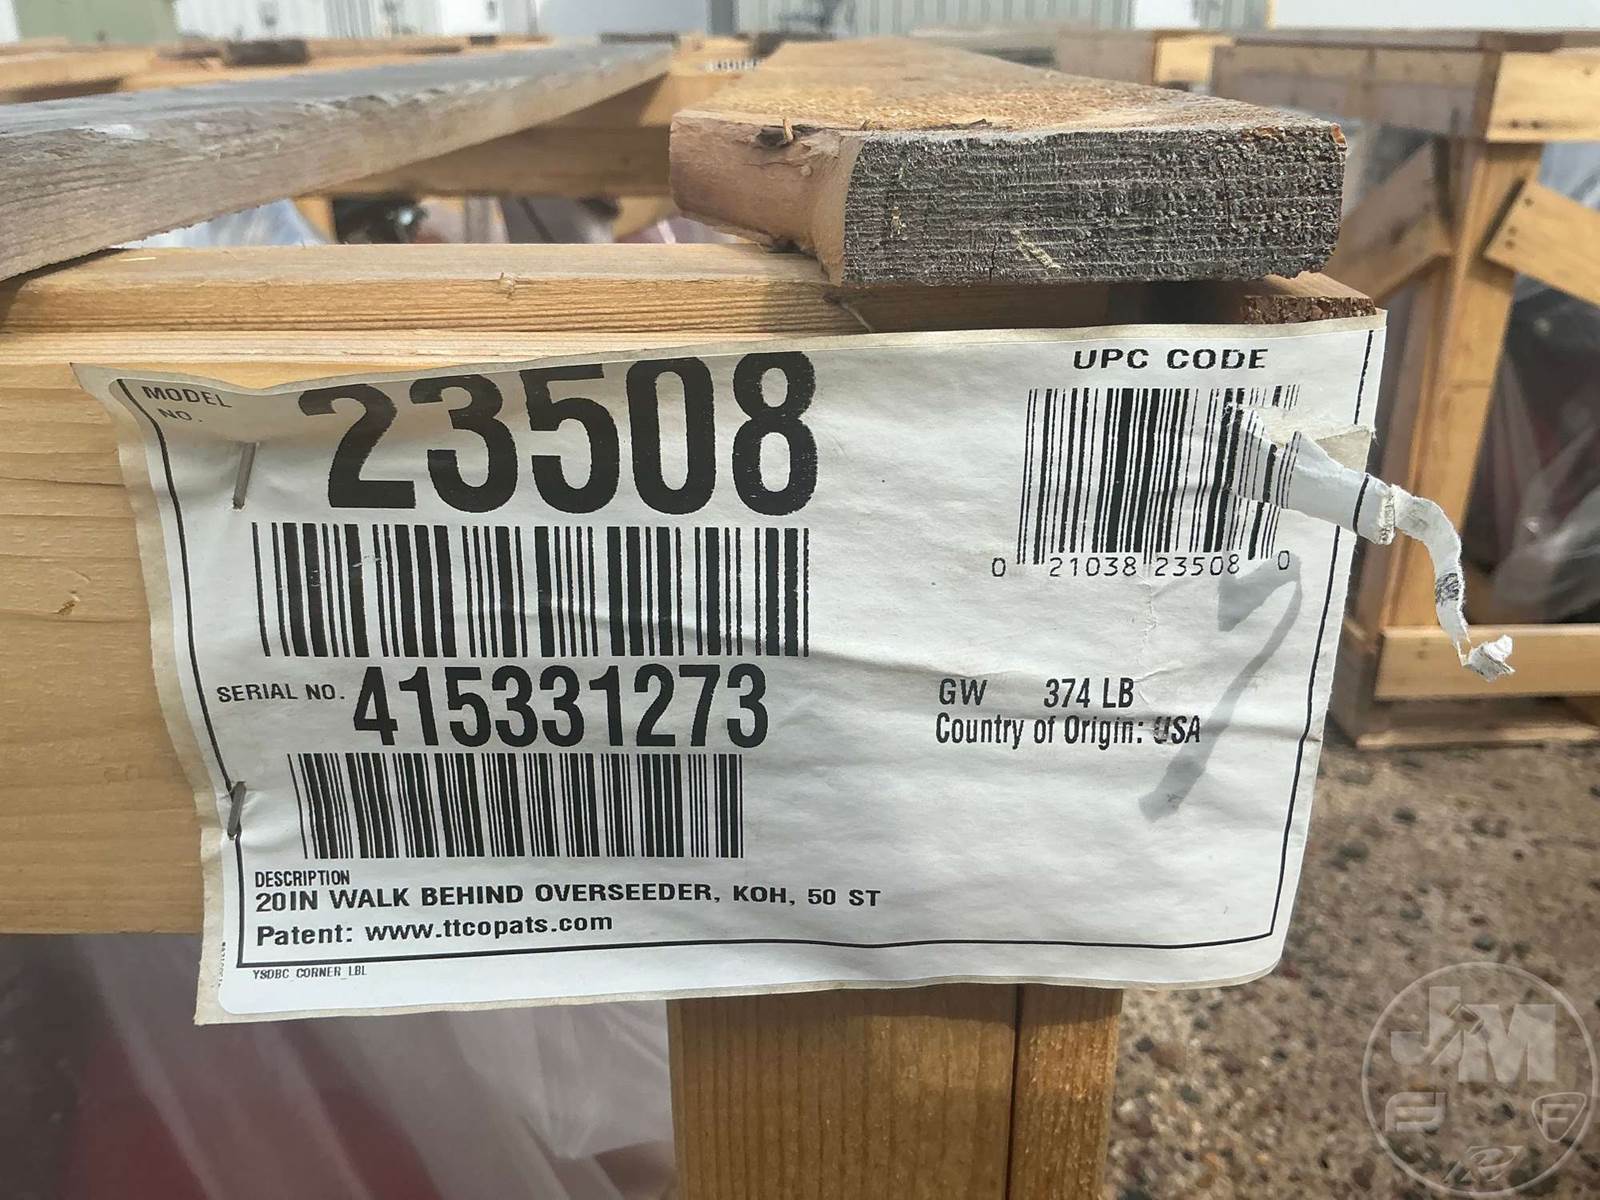 MODEL NO. 23508
UPC CODE
0 21038 23508 0
SERIAL NO. 415331273
GW 374 LB
Country of Origin: USA
DESCRIPTION
20IN WALK BEHIND OVERSEEDER, KOH, 50 ST
Patent: www.ttcopats.com
YSDBC_CORNER_LBL
JM